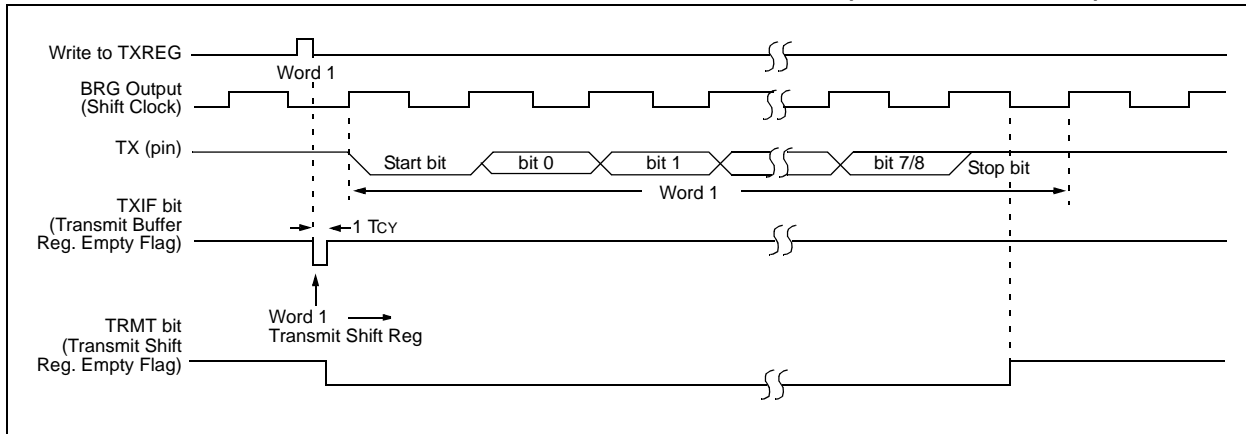 Write to TXREG
Word 1
BRG Output
(Shift Clock)
TX (pin)
Start bit
bit 0
bit 1
bit 7/8
Stop bit
Word 1
TXIF bit
(Transmit Buffer
Reg. Empty Flag)
1 TCY
Word 1
Transmit Shift Reg
TRMT bit
(Transmit Shift
Reg. Empty Flag)